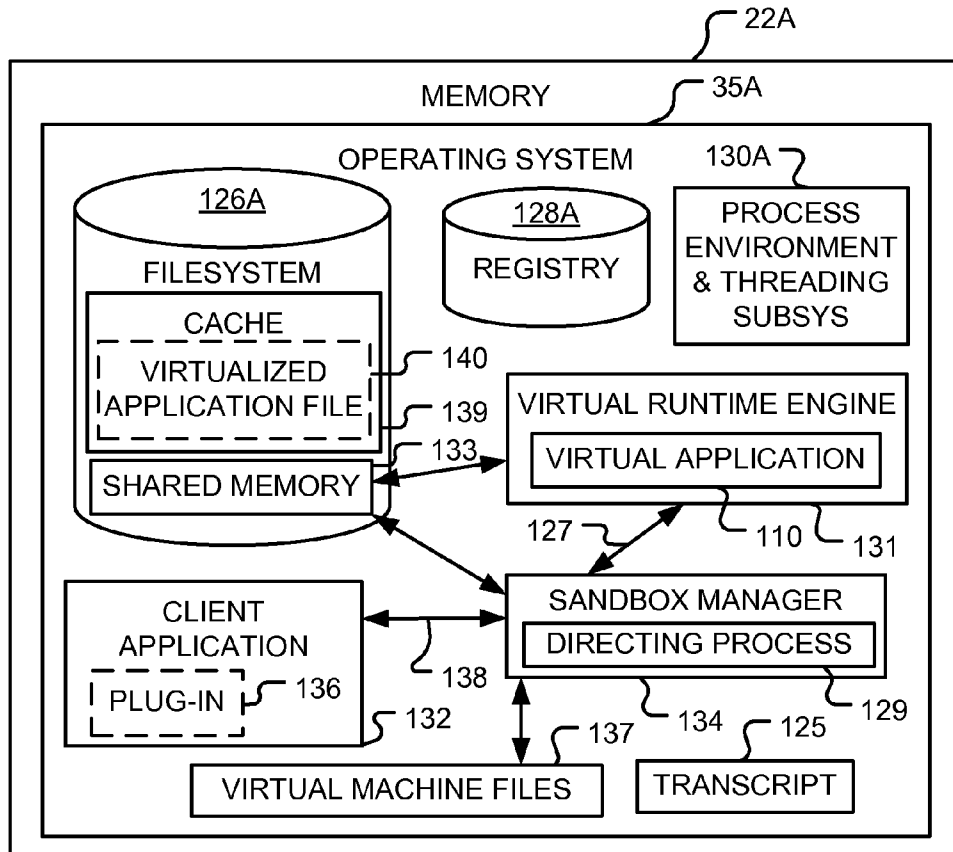 22A
MEMORY
35A
OPERATING SYSTEM
126A
FILESYSTEM
CACHE
VIRTUALIZED
APPLICATION FILE
140
139
133
SHARED MEMORY
128A
REGISTRY
130A
PROCESS
ENVIRONMENT
& THREADING
SUBSYS
VIRTUAL RUNTIME ENGINE
VIRTUAL APPLICATION
127
110
131
CLIENT
APPLICATION
PLUG-IN
136
132
138
SANDBOX MANAGER
DIRECTING PROCESS
134
129
137
VIRTUAL MACHINE FILES
125
TRANSCRIPT